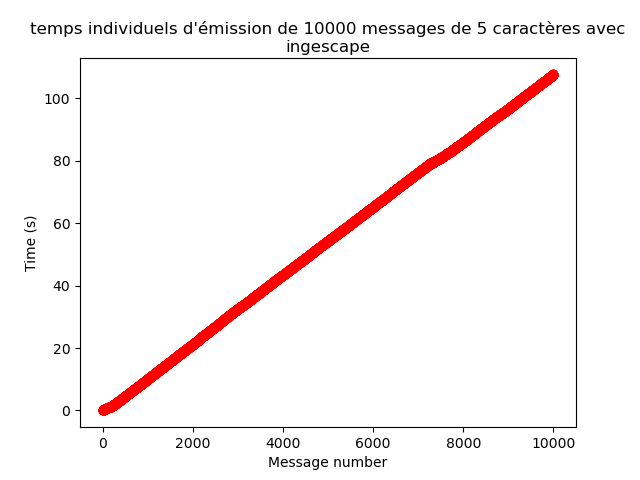 temps individuels d'émission de 10000 messages de 5 caractères avec
ingescape
100
80
60
40
20
0
Time (s)
0 2000 4000 6000 8000 10000
Message number